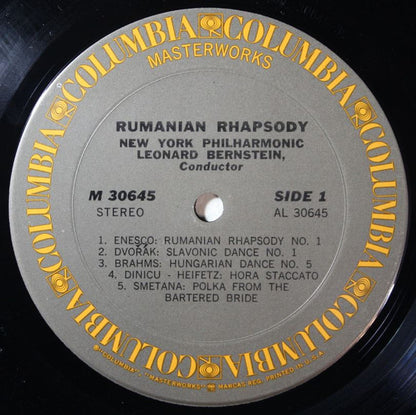 COLUMBIA COLUMBIA COLUMBIA COLUMBIA COLUMBIA COLUMBIA
MASTERWORKS
RUMANIAN RHAPSODY
NEW YORK PHILHARMONIC
LEONARD BERNSTEIN,
Conductor
M 30645 SIDE 1
STEREO AL 30645
1. ENESCO: RUMANIAN RHAPSODY NO. 1
2. DVOŘÁK: SLAVONIC DANCE NO. 1
3. BRAHMS: HUNGARIAN DANCE NO. 5
4. DINICU - HEIFETZ: HORA STACCATO
5. SMETANA: POLKA FROM THE
BARTERED BRIDE
® "COLUMBIA", "MASTERWORKS", MARCAS REG. PRINTED IN U.S.A.